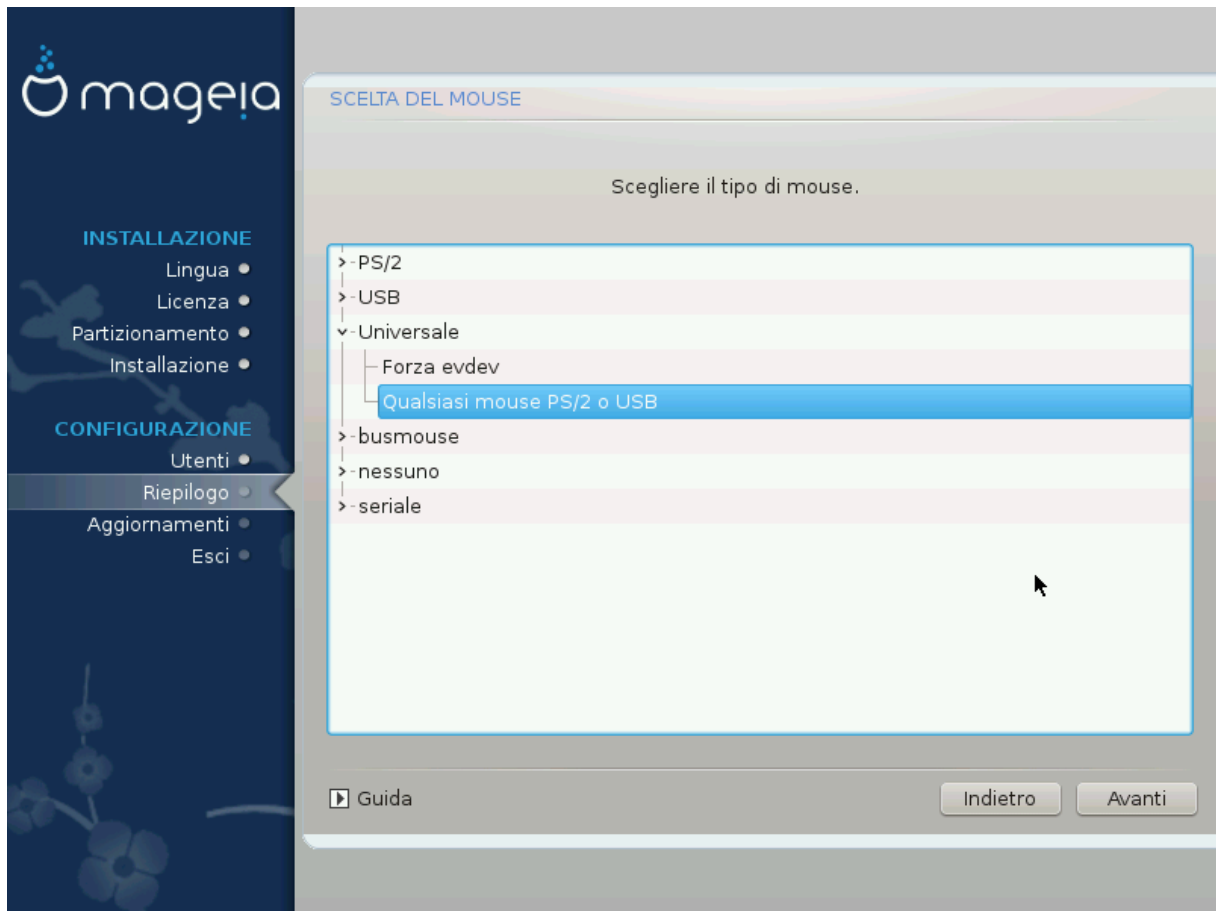 mageia
INSTALLAZIONE
Lingua
Licenza
Partizionamento
Installazione
CONFIGURAZIONE
Utenti
Riepilogo
Aggiornamenti
Esci
SCELTA DEL MOUSE
Scegliere il tipo di mouse.
PS/2
USB
Universale
Forza evdev
Qualsiasi mouse PS/2 o USB
busmouse
nessuno
seriale
Guida
Indietro
Avanti